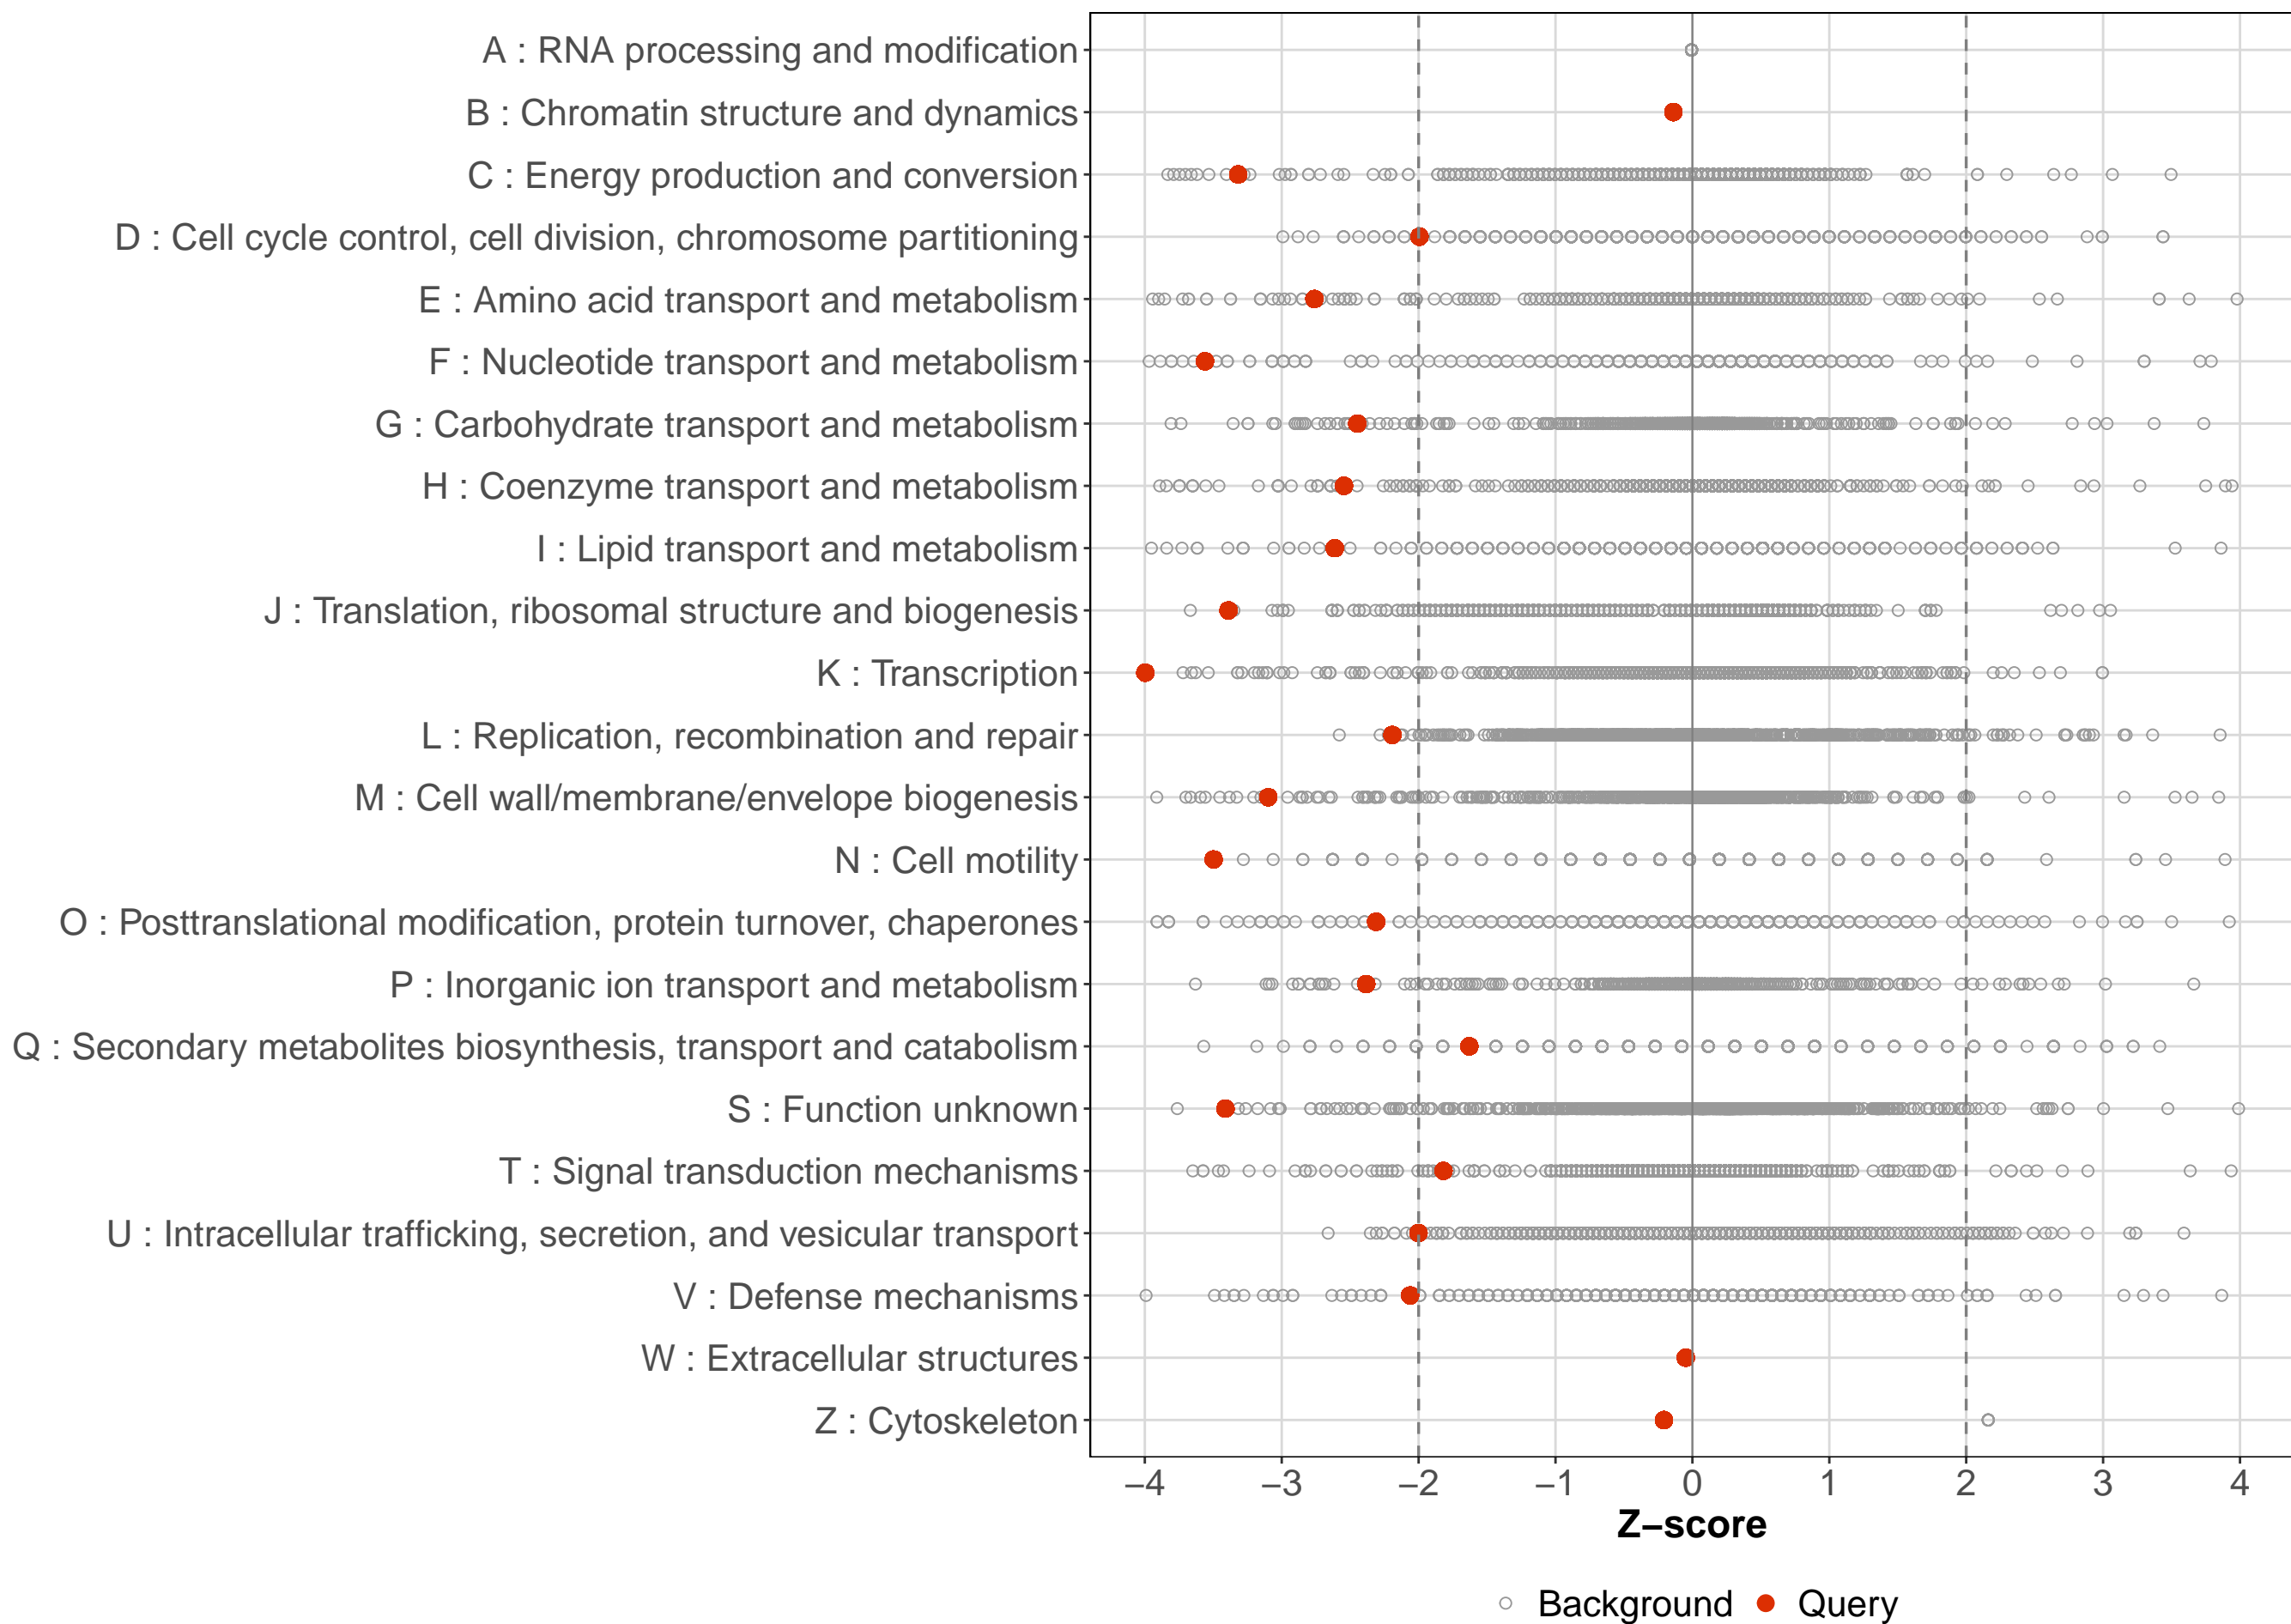 A : RNA processing and modification
B : Chromatin structure and dynamics
C : Energy production and conversion
D : Cell cycle control, cell division, chromosome partitioning
E : Amino acid transport and metabolism
F : Nucleotide transport and metabolism
G : Carbohydrate transport and metabolism
H : Coenzyme transport and metabolism
I : Lipid transport and metabolism
J : Translation, ribosomal structure and biogenesis
K : Transcription
L : Replication, recombination and repair
M : Cell wall/membrane/envelope biogenesis
N : Cell motility
O : Posttranslational modification, protein turnover, chaperones
P : Inorganic ion transport and metabolism
Q : Secondary metabolites biosynthesis, transport and catabolism
S : Function unknown
T : Signal transduction mechanisms
U : Intracellular trafficking, secretion, and vesicular transport
V : Defense mechanisms
W : Extracellular structures
Z : Cytoskeleton
−4 −3 −2 −1 0 1 2 3 4
Z−score
Background Query